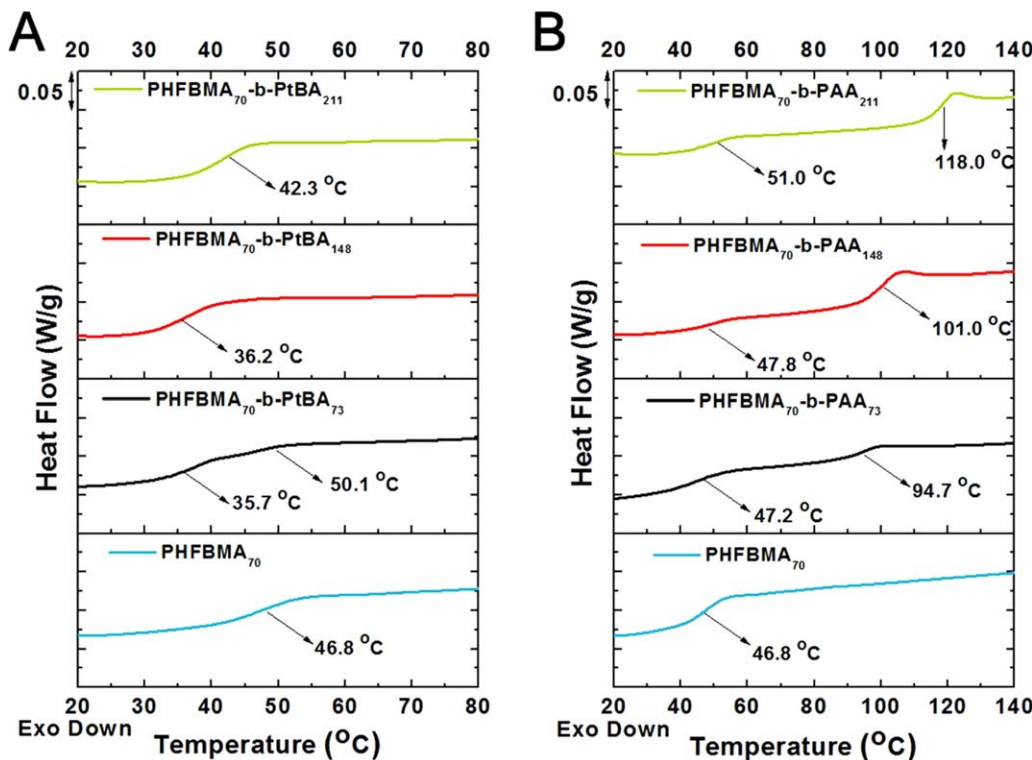 A
20 30 40 50 60 70 80
0.05
PHFBMA₇₀-b-PtBA₂₁₁
42.3 °C
PHFBMA₇₀-b-PtBA₁₄₈
36.2 °C
PHFBMA₇₀-b-PtBA₇₃
50.1 °C
35.7 °C
PHFBMA₇₀
46.8 °C
Heat Flow (W/g)
20 30 40 50 60 70 80
Exo Down
Temperature (°C)
B
20 40 60 80 100 120 140
0.05
PHFBMA₇₀-b-PAA₂₁₁
118.0 °C
51.0 °C
PHFBMA₇₀-b-PAA₁₄₈
101.0 °C
47.8 °C
PHFBMA₇₀-b-PAA₇₃
94.7 °C
47.2 °C
PHFBMA₇₀
46.8 °C
Heat Flow (W/g)
20 40 60 80 100 120 140
Exo Down
Temperature (°C)